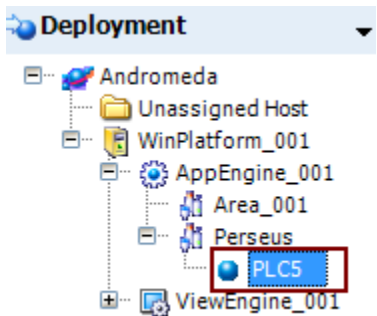 Deployment
Andromeda
Unassigned Host
WinPlatform_001
AppEngine_001
Area_001
Perseus
PLC5
ViewEngine_001